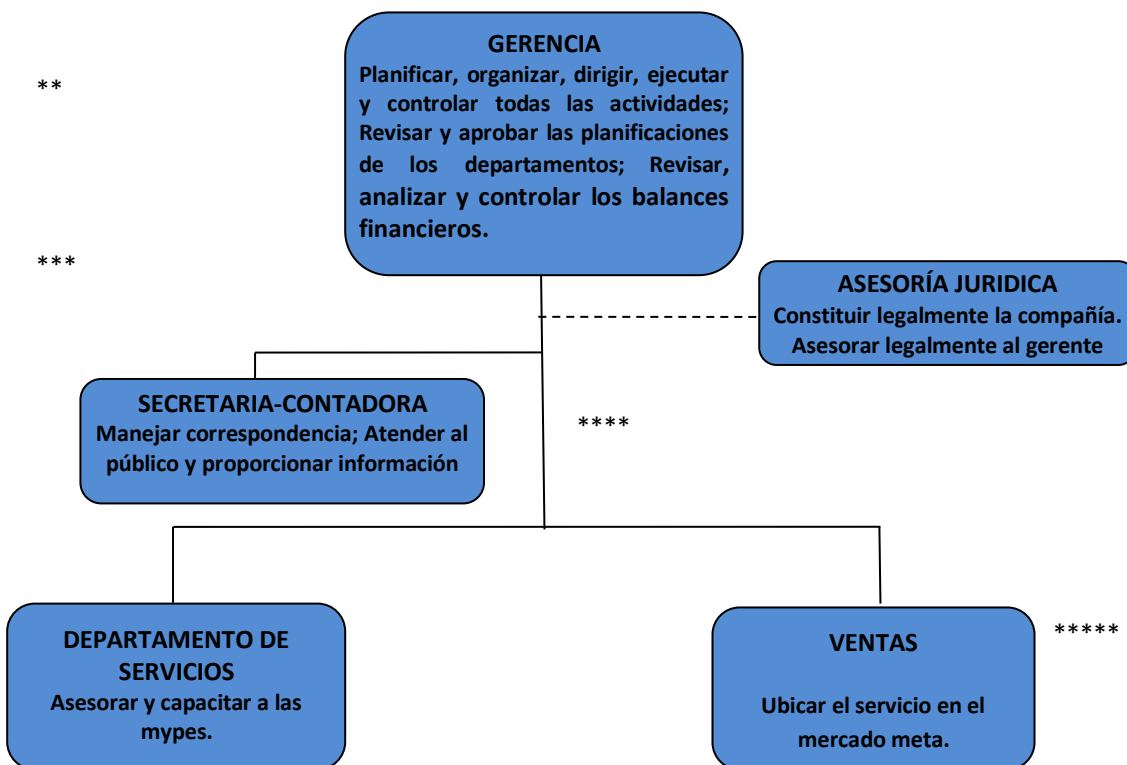 GERENCIA
Planificar, organizar, dirigir, ejecutar
**
y controlar todas las actividades;
Revisar y aprobar las planificaciones
de los departamentos; Revisar,
analizar y controlar los balances
financieros.
***
ASESORÍA JURIDICA
Constituir legalmente la compañía.
Asesorar legalmente al gerente
SECRETARIA-CONTADORA
Manejar correspondencia; Atender al
público y proporcionar información
****
DEPARTAMENTO DE
SERVICIOS
Asesorar y capacitar a las
mypes.
VENTAS
Ubicar el servicio en el
mercado meta.
*****